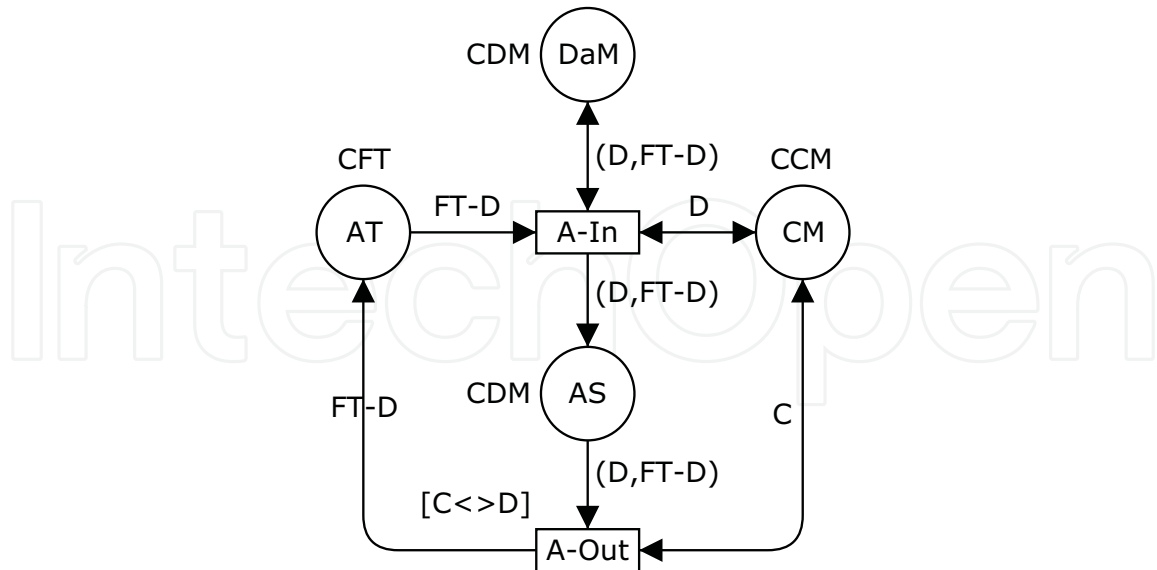 CDM DaM
(D,FT-D)
CFT
CCM
AT
FT-D
A-In
D
CM
(D,FT-D)
IntechOpen
CDM AS
FT-D
C
(D,FT-D)
[C<>D]
A-Out